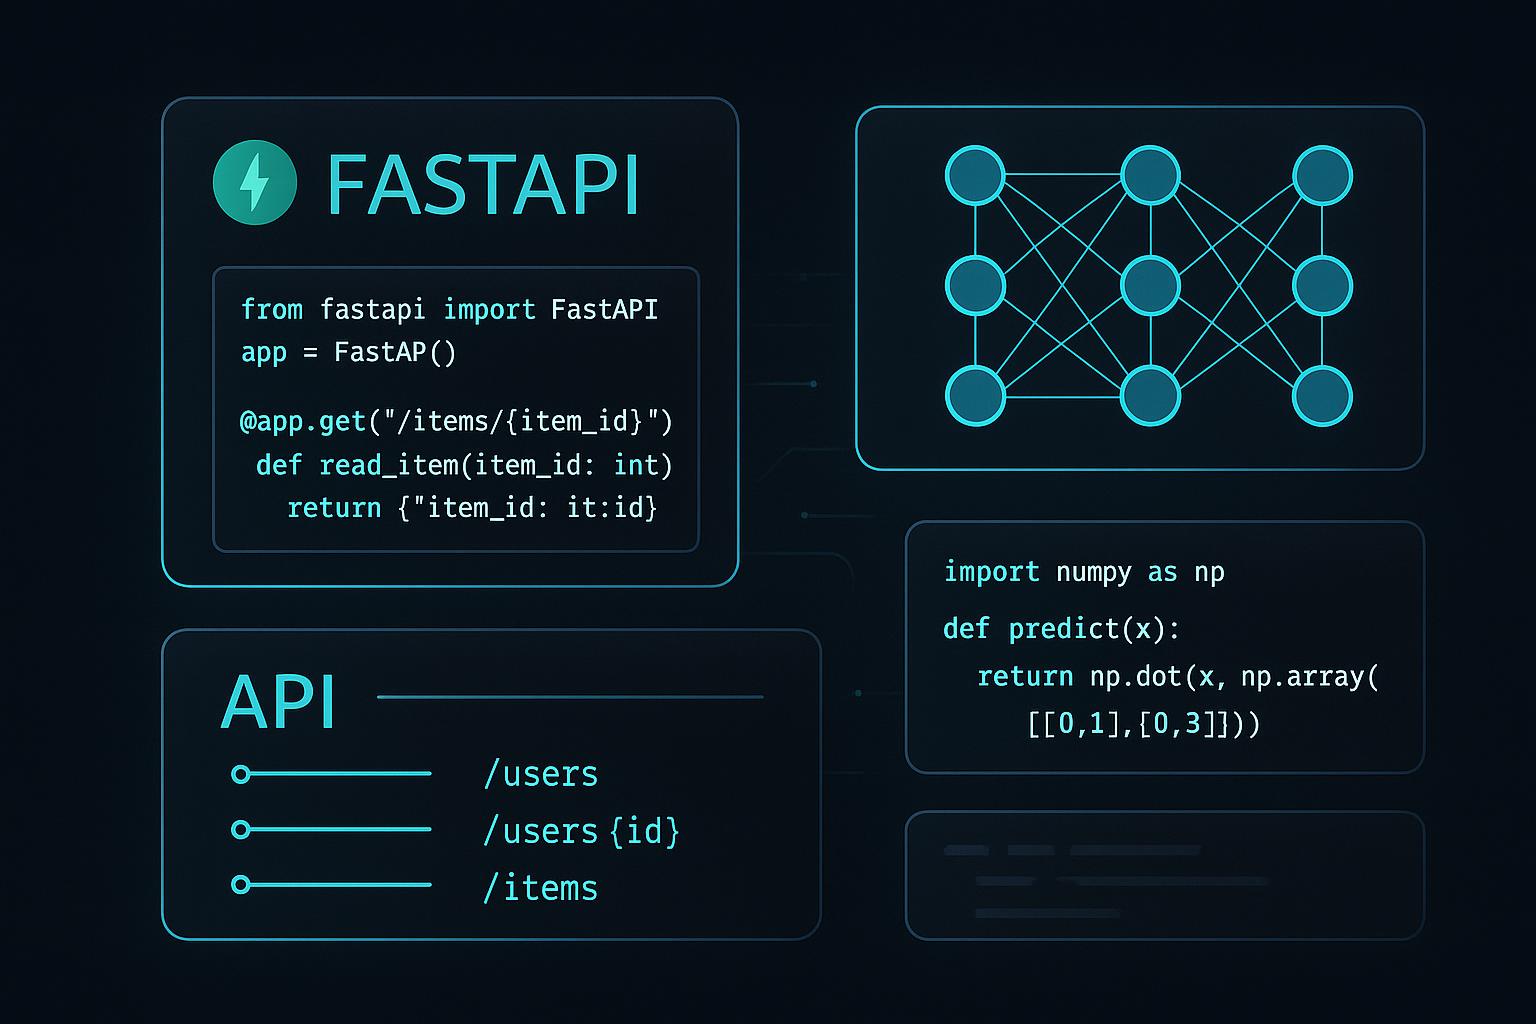 FASTAPI
from fastapi import FastAPI
app = FastAP()
@app.get("/items/{item_id}")
def read_item(item_id: int)
return {"item_id: it:id}
API
/users
/users {id}
/items
import numpy as np
def predict(x):
return np.dot(x, np.array(
[[0,1],{0,3]]))